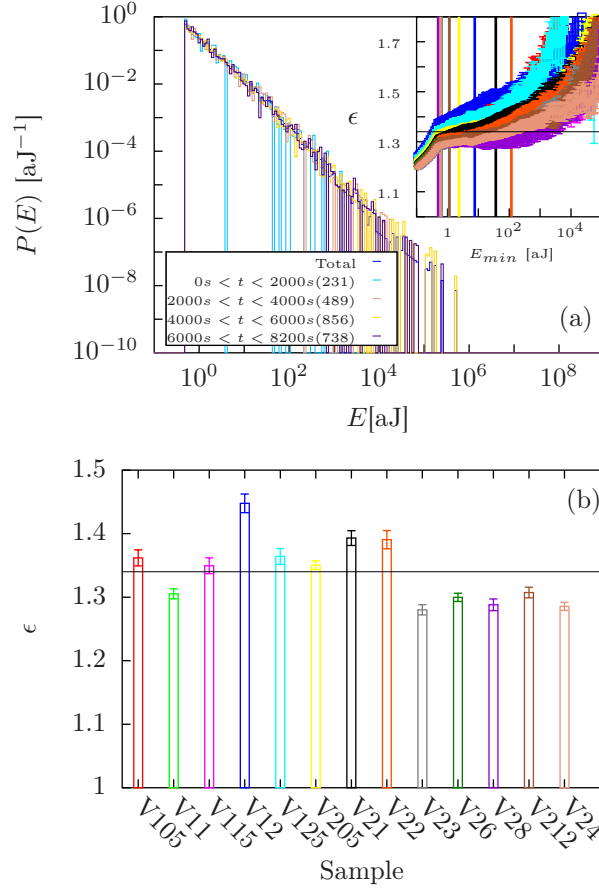 10^0
10^-2
10^-4
10^-6
10^-8
10^-10
P(E) [aJ^-1]
10^0 10^2 10^4 10^6 10^8
E[aJ]
Total
0s < t < 2000s(231)
2000s < t < 4000s(489)
4000s < t < 6000s(856)
6000s < t < 8200s(738)
(a)
1.7
1.5
1.3
1.1
ϵ
10^2 10^4
E_min [aJ]
(b)
1.5
1.4
1.3
1.2
1.1
1
ϵ
V105 V11 V115 V12 V125 V205 V21 V22 V23 V26 V28 V212 V24
Sample